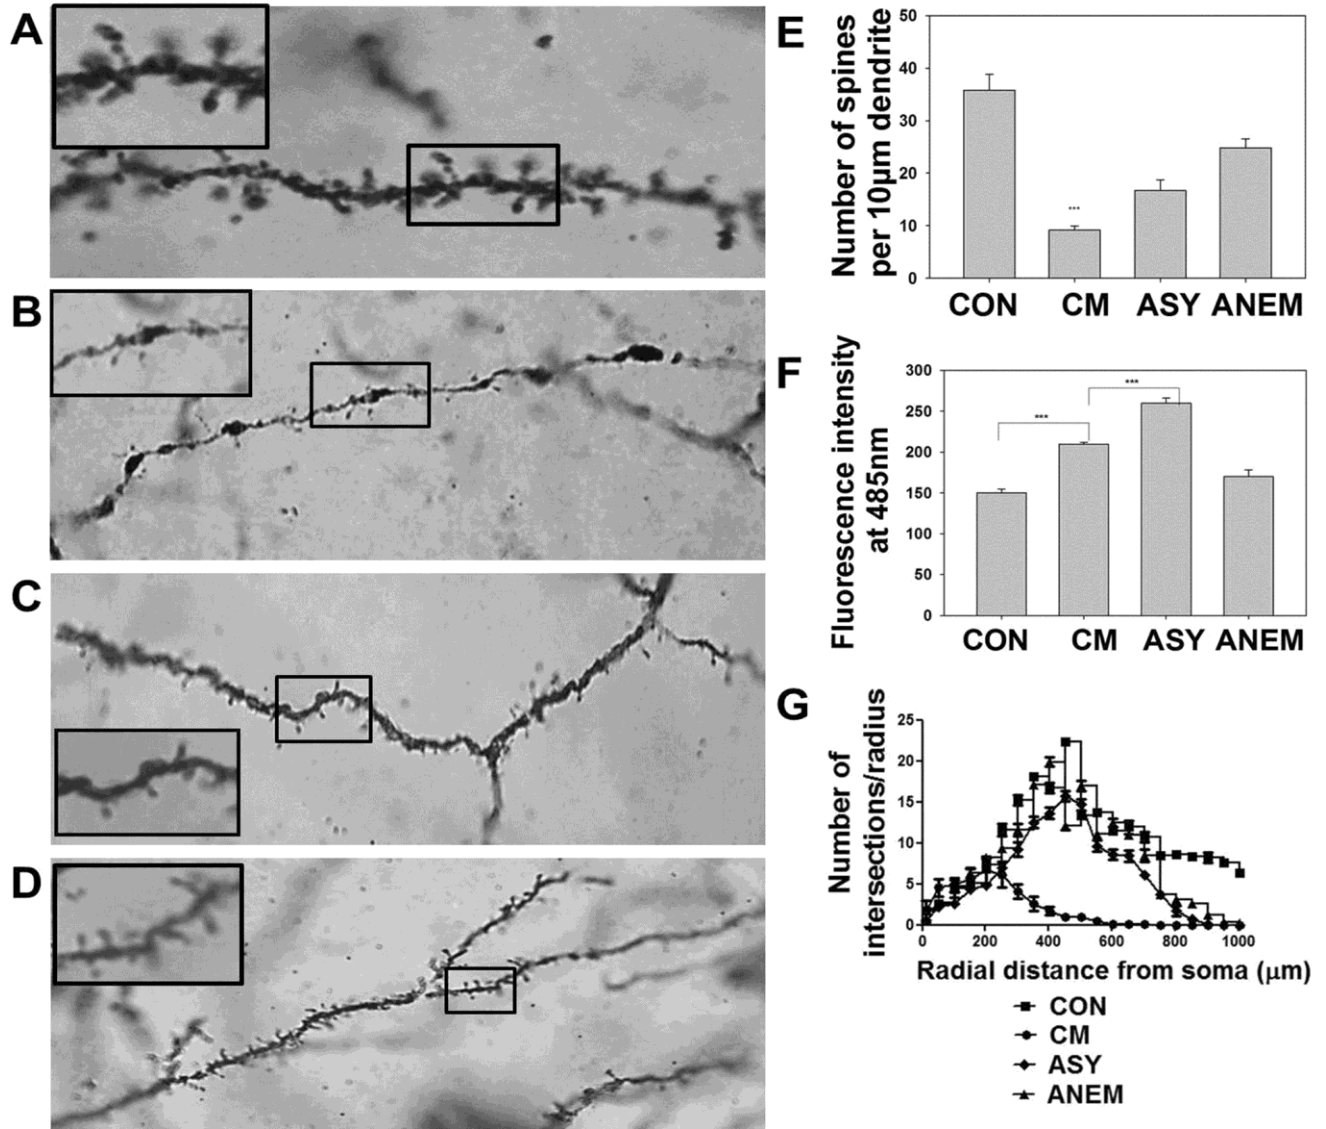 A
B
C
D
E
Number of spines
per 10μm dendrite
50
40
30
20
10
0
***
CON CM ASY ANEM
F
Fluorescence intensity
at 485nm
300
250
200
150
100
50
0
***
***
CON CM ASY ANEM
G
Number of
intersections/radius
25
20
15
10
5
0
0 200 400 600 800 1000
Radial distance from soma (μm)
CON
CM
ASY
ANEM